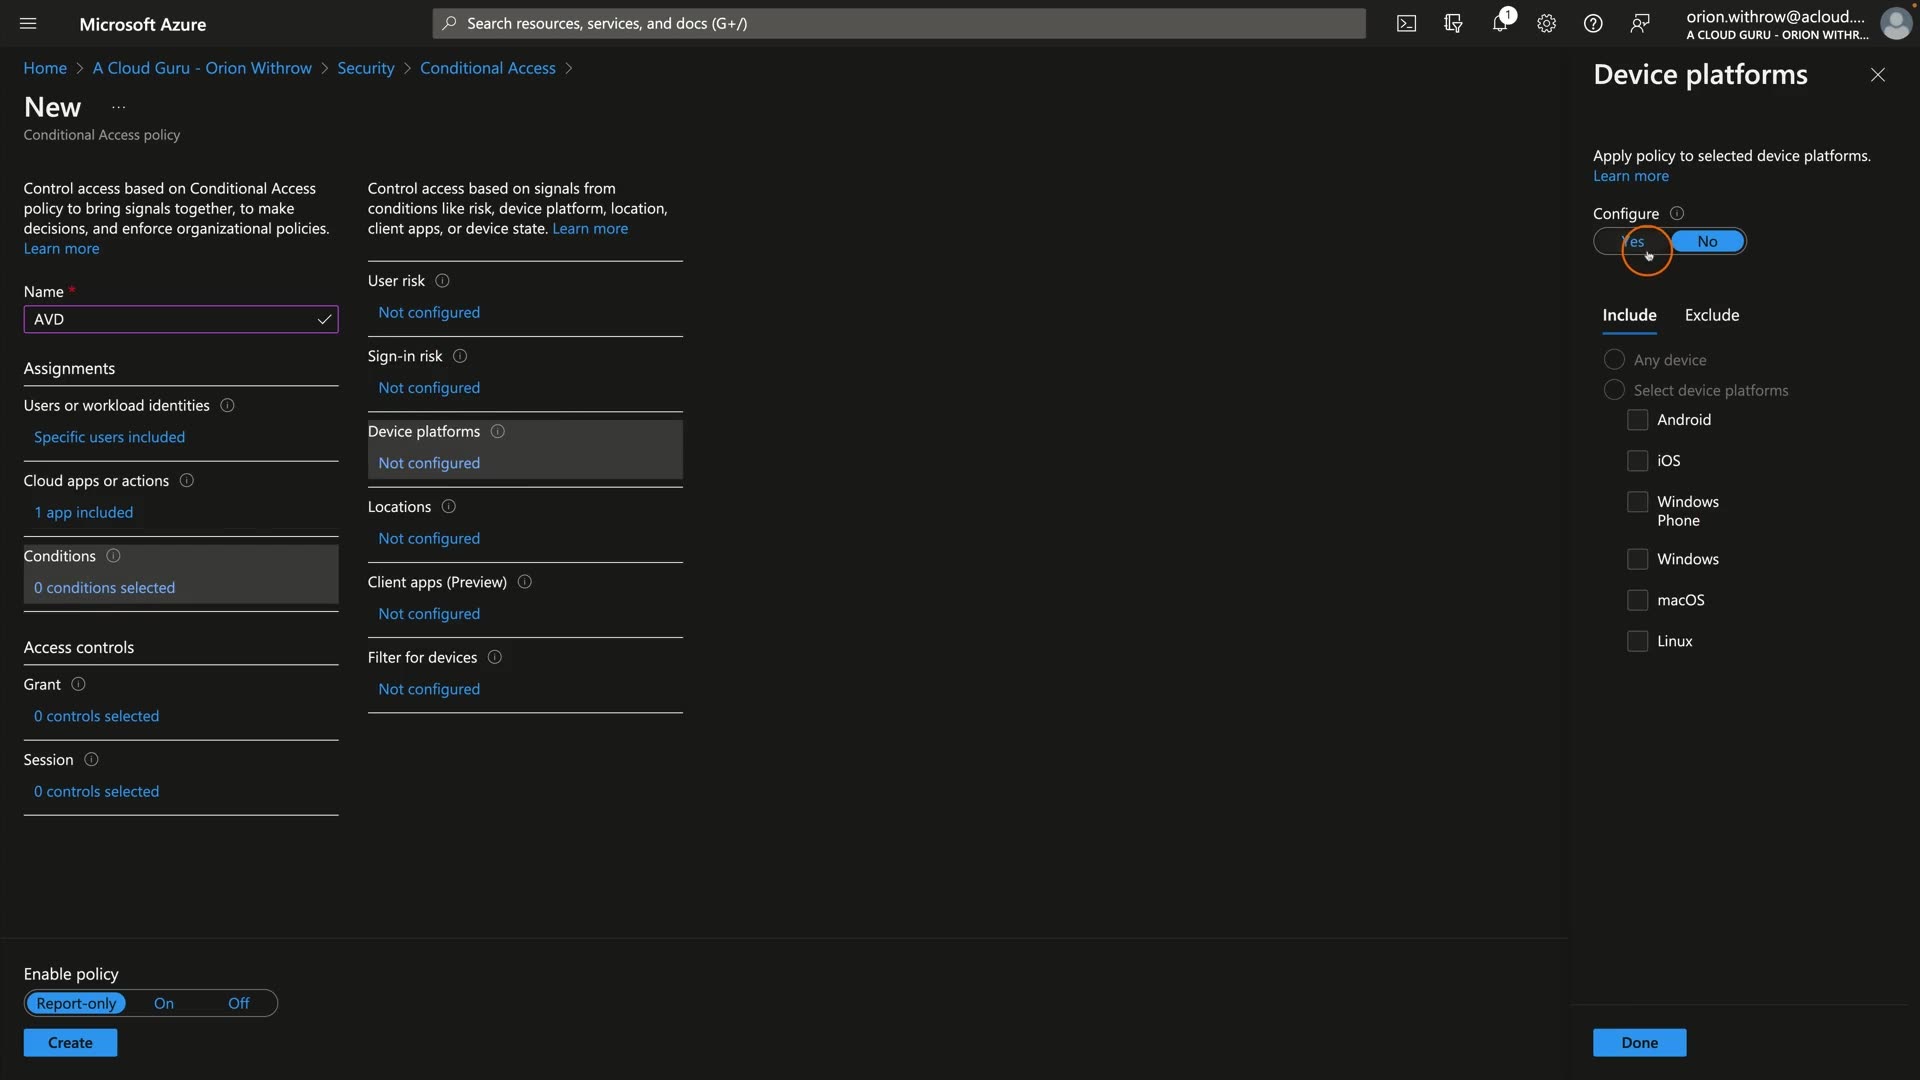 Microsoft Azure
Search resources, services, and docs (G+/)
1
orion.withrow@acloud....
A CLOUD GURU - ORION WITHR...
Home > A Cloud Guru - Orion Withrow > Security > Conditional Access >
New ...
Conditional Access policy
Control access based on Conditional Access
policy to bring signals together, to make
decisions, and enforce organizational policies.
Learn more
Name *
AVD
Assignments
Users or workload identities
Specific users included
Cloud apps or actions
1 app included
Conditions
0 conditions selected
Access controls
Grant
0 controls selected
Session
0 controls selected
Control access based on signals from
conditions like risk, device platform, location,
client apps, or device state. Learn more
User risk
Not configured
Sign-in risk
Not configured
Device platforms
Not configured
Locations
Not configured
Client apps (Preview)
Not configured
Filter for devices
Not configured
Enable policy
Report-only On Off
Create
Device platforms
Apply policy to selected device platforms.
Learn more
Configure
Yes No
Include Exclude
Any device
Select device platforms
Android
iOS
Windows
Phone
Windows
macOS
Linux
Done